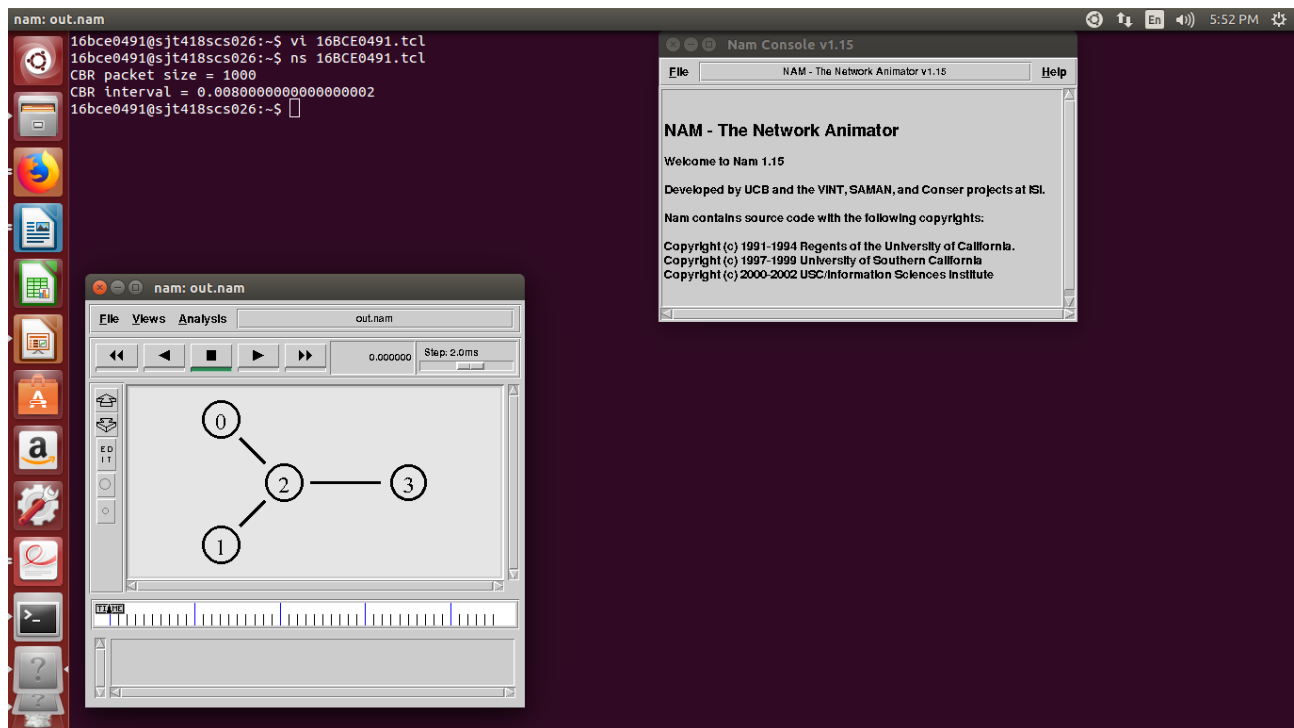 nam: out.nam
En
5:52 PM
16bce0491@sjt418scs026:~$ vi 16BCE0491.tcl
16bce0491@sjt418scs026:~$ ns 16BCE0491.tcl
CBR packet size = 1000
CBR interval = 0.0080000000000000002
16bce0491@sjt418scs026:~$
Nam Console v1.15
File
NAM - The Network Animator v1.15
Help
NAM - The Network Animator
Welcome to Nam 1.15
Developed by UCB and the VINT, SAMAN, and Conser projects at ISI.
Nam contains source code with the following copyrights:
Copyright (c) 1991-1994 Regents of the University of California.
Copyright (c) 1997-1999 University of Southern California
Copyright (c) 2000-2002 USC/Information Sciences Institute
nam: out.nam
File Views Analysis
out.nam
0.000000
Step: 2.0ms
ED
IT
0
2
3
1
TIME
a
>_
?
?